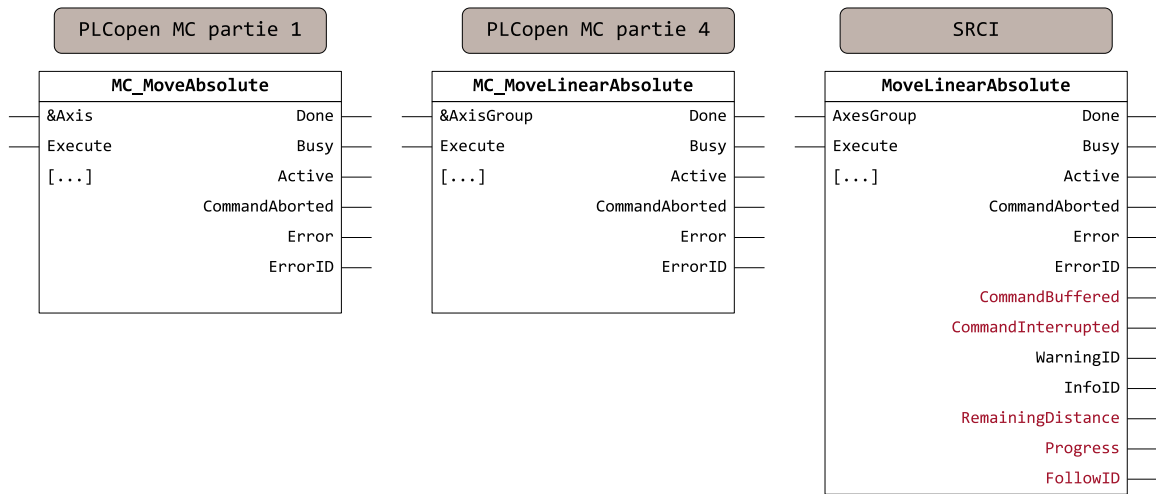 PLCopen MC partie 1
MC_MoveAbsolute
&Axis Done
Execute Busy
[...] Active
CommandAborted
Error
ErrorID
PLCopen MC partie 4
MC_MoveLinearAbsolute
&AxisGroup Done
Execute Busy
[...] Active
CommandAborted
Error
ErrorID
SRCI
MoveLinearAbsolute
AxesGroup Done
Execute Busy
[...] Active
CommandAborted
Error
ErrorID
CommandBuffered
CommandInterrupted
WarningID
InfoID
RemainingDistance
Progress
FollowID